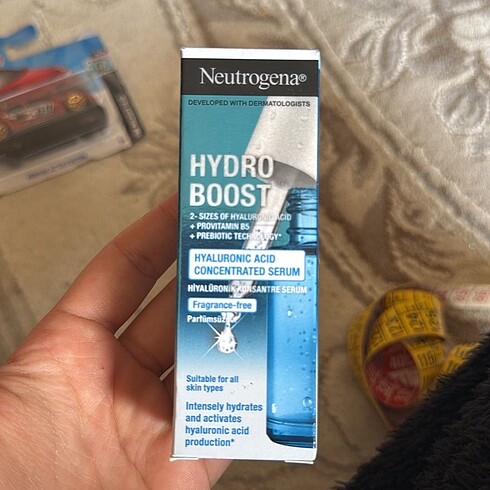 Neutrogena®
DEVELOPED WITH DERMATOLOGISTS
HYDRO
BOOST
2- SIZES OF HYALURONIC ACID
+ PROVITAMIN B5
+ PREBIOTIC TECHNOLOGY*
HYALURONIC ACID
CONCENTRATED SERUM
HİYALÜRONİK KONSANTRE SERUM
Fragrance-free
Parfümsüz
Suitable for all
skin types
Intensely hydrates
and activates
hyaluronic acid
production*